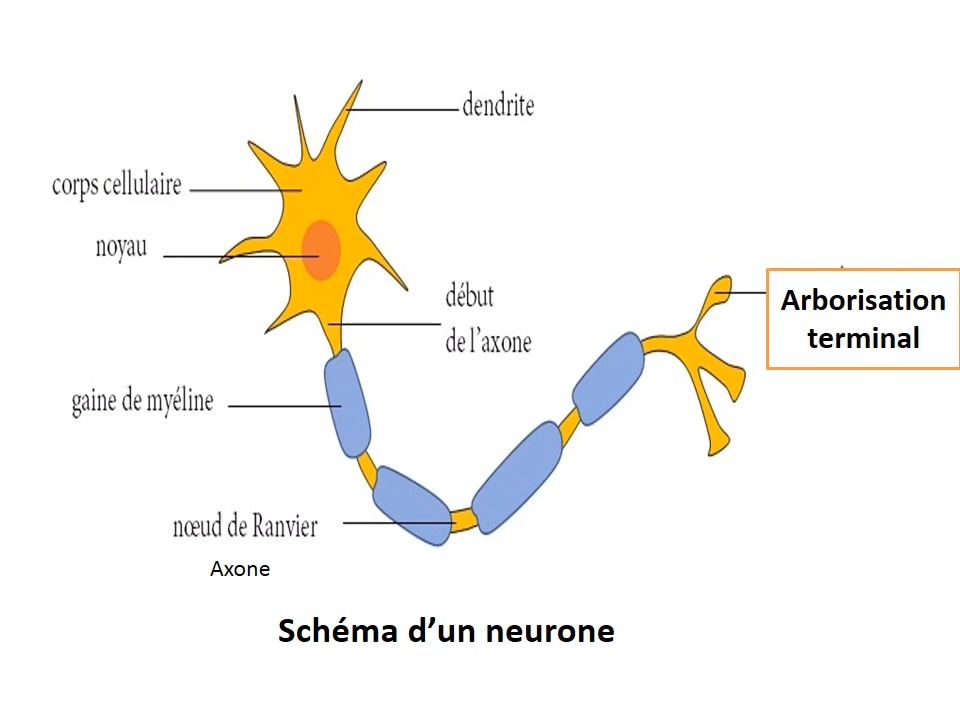 dendrite
corps cellulaire
noyau
début
de l’axone
Arborisation
terminal
gaine de myéline
nœud de Ranvier
Axone
Schéma d’un neurone